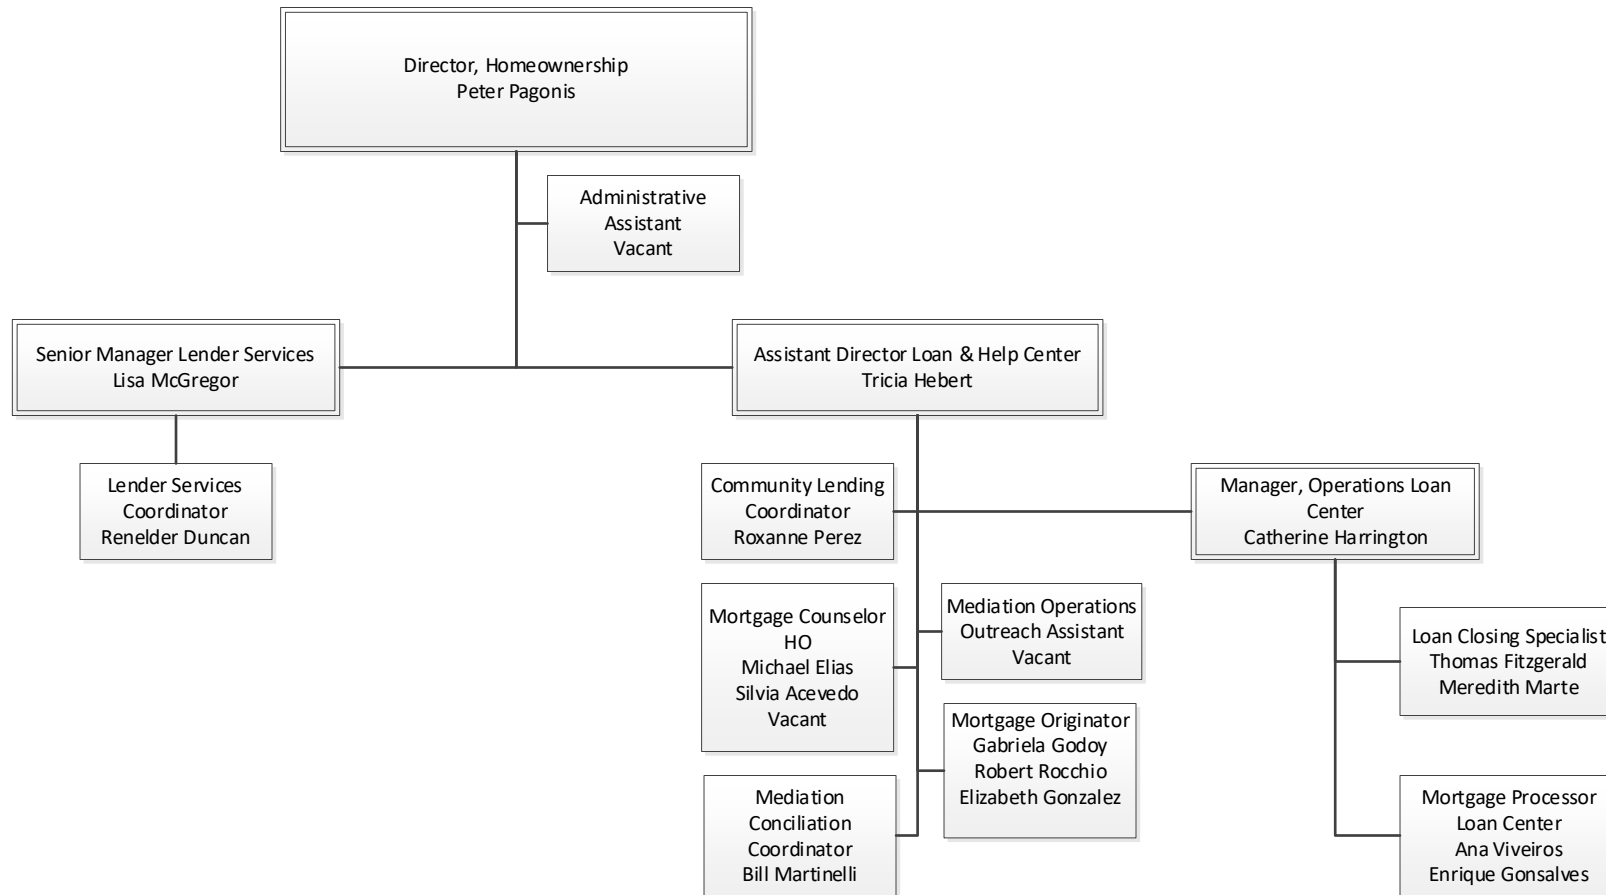 Director, Homeownership
Peter Pagonis
Administrative
Assistant
Vacant
Senior Manager Lender Services
Lisa McGregor
Assistant Director Loan & Help Center
Tricia Hebert
Lender Services
Coordinator
Renelder Duncan
Community Lending
Coordinator
Roxanne Perez
Manager, Operations Loan
Center
Catherine Harrington
Mortgage Counselor
HO
Michael Elias
Silvia Acevedo
Vacant
Mediation Operations
Outreach Assistant
Vacant
Loan Closing Specialist
Thomas Fitzgerald
Meredith Marte
Mortgage Originator
Gabriela Godoy
Robert Rocchio
Elizabeth Gonzalez
Mediation
Conciliation
Coordinator
Bill Martinelli
Mortgage Processor
Loan Center
Ana Viveiros
Enrique Gonsalves